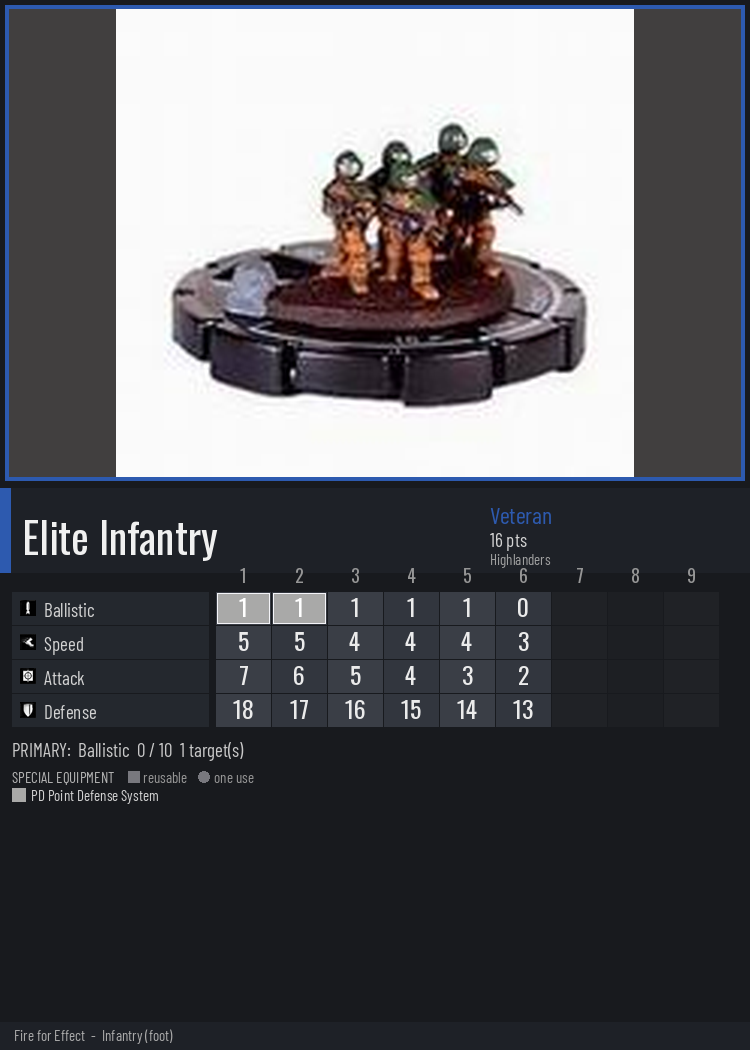 Elite Infantry
Veteran
16 pts
Highlanders
1 2 3 4 5 6 7 8 9
Ballistic 1 1 1 1 1 0
Speed 5 5 4 4 4 3
Attack 7 6 5 4 3 2
Defense 18 17 16 15 14 13
PRIMARY: Ballistic 0 / 10 1 target(s)
SPECIAL EQUIPMENT reusable one use
PD Point Defense System
Fire for Effect - Infantry (foot)